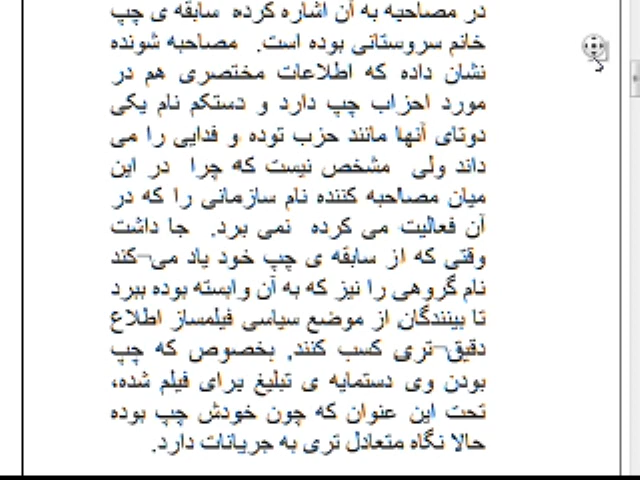 در مصاحبه به آن اشاره کرده سابقه ی چپ
خانم سروستانی بوده است. مصاحبه شونده
نشان داده که اطلاعات مختصری هم در
مورد احزاب چپ دارد و دستکم نام یکی
دوتای آنها مانند حزب توده و فدایی را می
داند ولی مشخص نیست که چرا در این
میان مصاحبه کننده نام سازمانی را که در
آن فعالیت می کرده نمی برد. جا داشت
وقتی که از سابقه ی چپ خود یاد می¬کند
نام گروهی را نیز که به آن وابسته بوده ببرد
تا بینندگان از موضع سیاسی فیلمساز اطلاع
دقیق¬تری کسب کنند, بخصوص که چپ
بودن وی دستمایه ی تبلیغ برای فیلم شده،
تحت این عنوان که چون خودش چپ بوده
حالا نگاه متعادل تری به جریانات دارد.